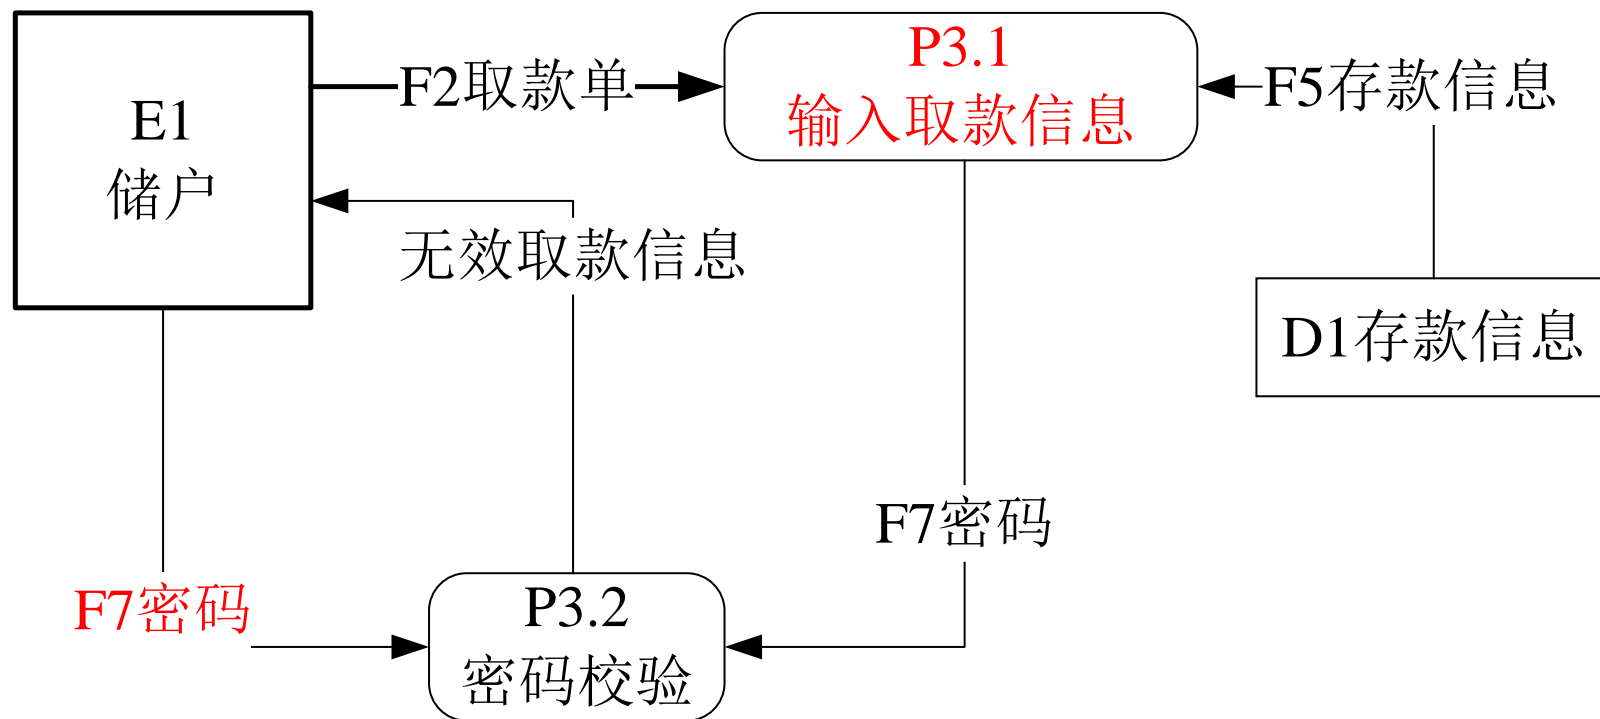 E1
储户
F2取款单
P3.1
输入取款信息
F5存款信息
无效取款信息
D1存款信息
F7密码
F7密码
P3.2
密码校验